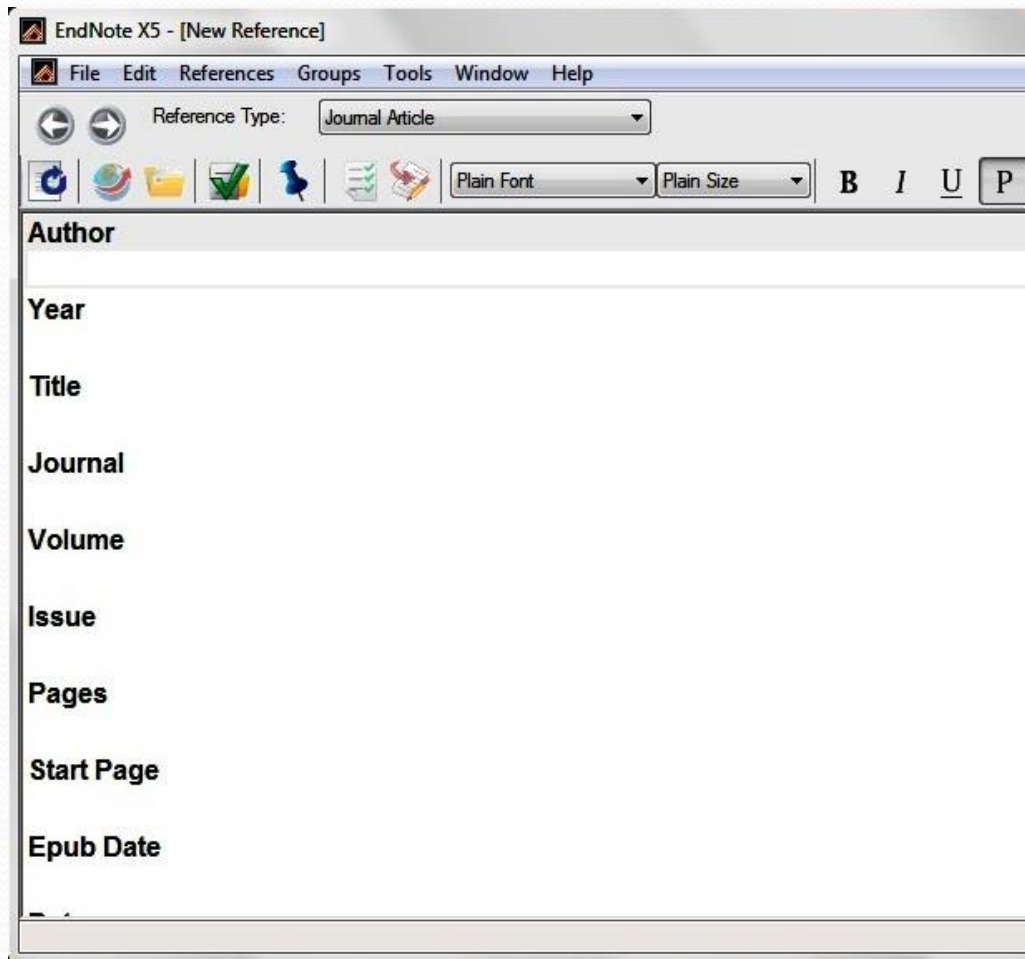 EndNote X5 - [New Reference]
File Edit References Groups Tools Window Help
Reference Type: Journal Article
Plain Font Plain Size B I U P
Author
Year
Title
Journal
Volume
Issue
Pages
Start Page
Epub Date